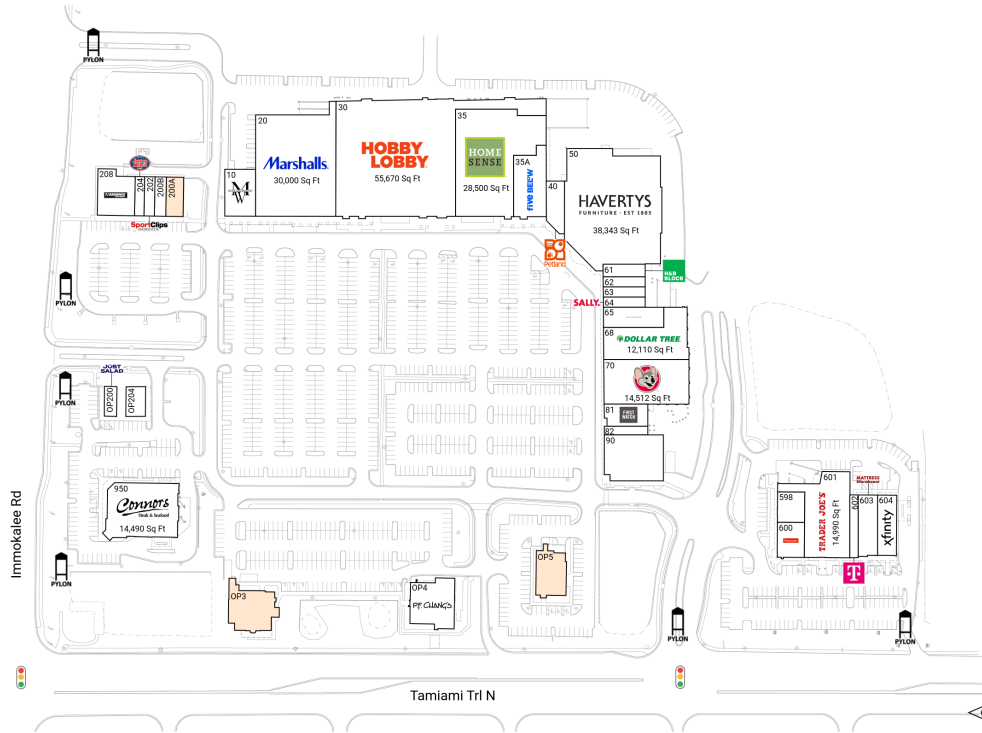 PYLON
30
35
20
HOBBY
LOBBY
55,670 Sq Ft
HOME
SENSE
28,500 Sq Ft
Marshalls
30,000 Sq Ft
35A
five BEL°W
50
HAVERTYS
FURNITURE · EST 1885
38,343 Sq Ft
40
10
M
W
208
204
202
200B
200A
SportClips
Petland
PYLON
61
62
63
64
65
H&R
BLOCK
SALLY
68
DOLLAR TREE
12,110 Sq Ft
70
14,512 Sq Ft
81
FIRST
WATCH
82
90
JUST
SALAD
OP200
OP204
PYLON
950
Connors
Steak & Seafood
14,490 Sq Ft
598
600
601
TRADER JOE'S
14,990 Sq Ft
602
MATTRESS
603
604
xfinity
T
Immokalee Rd
PYLON
OP3
OP4
P.F. CHANG'S
OP5
PYLON
PYLON
Tamiami Trl N